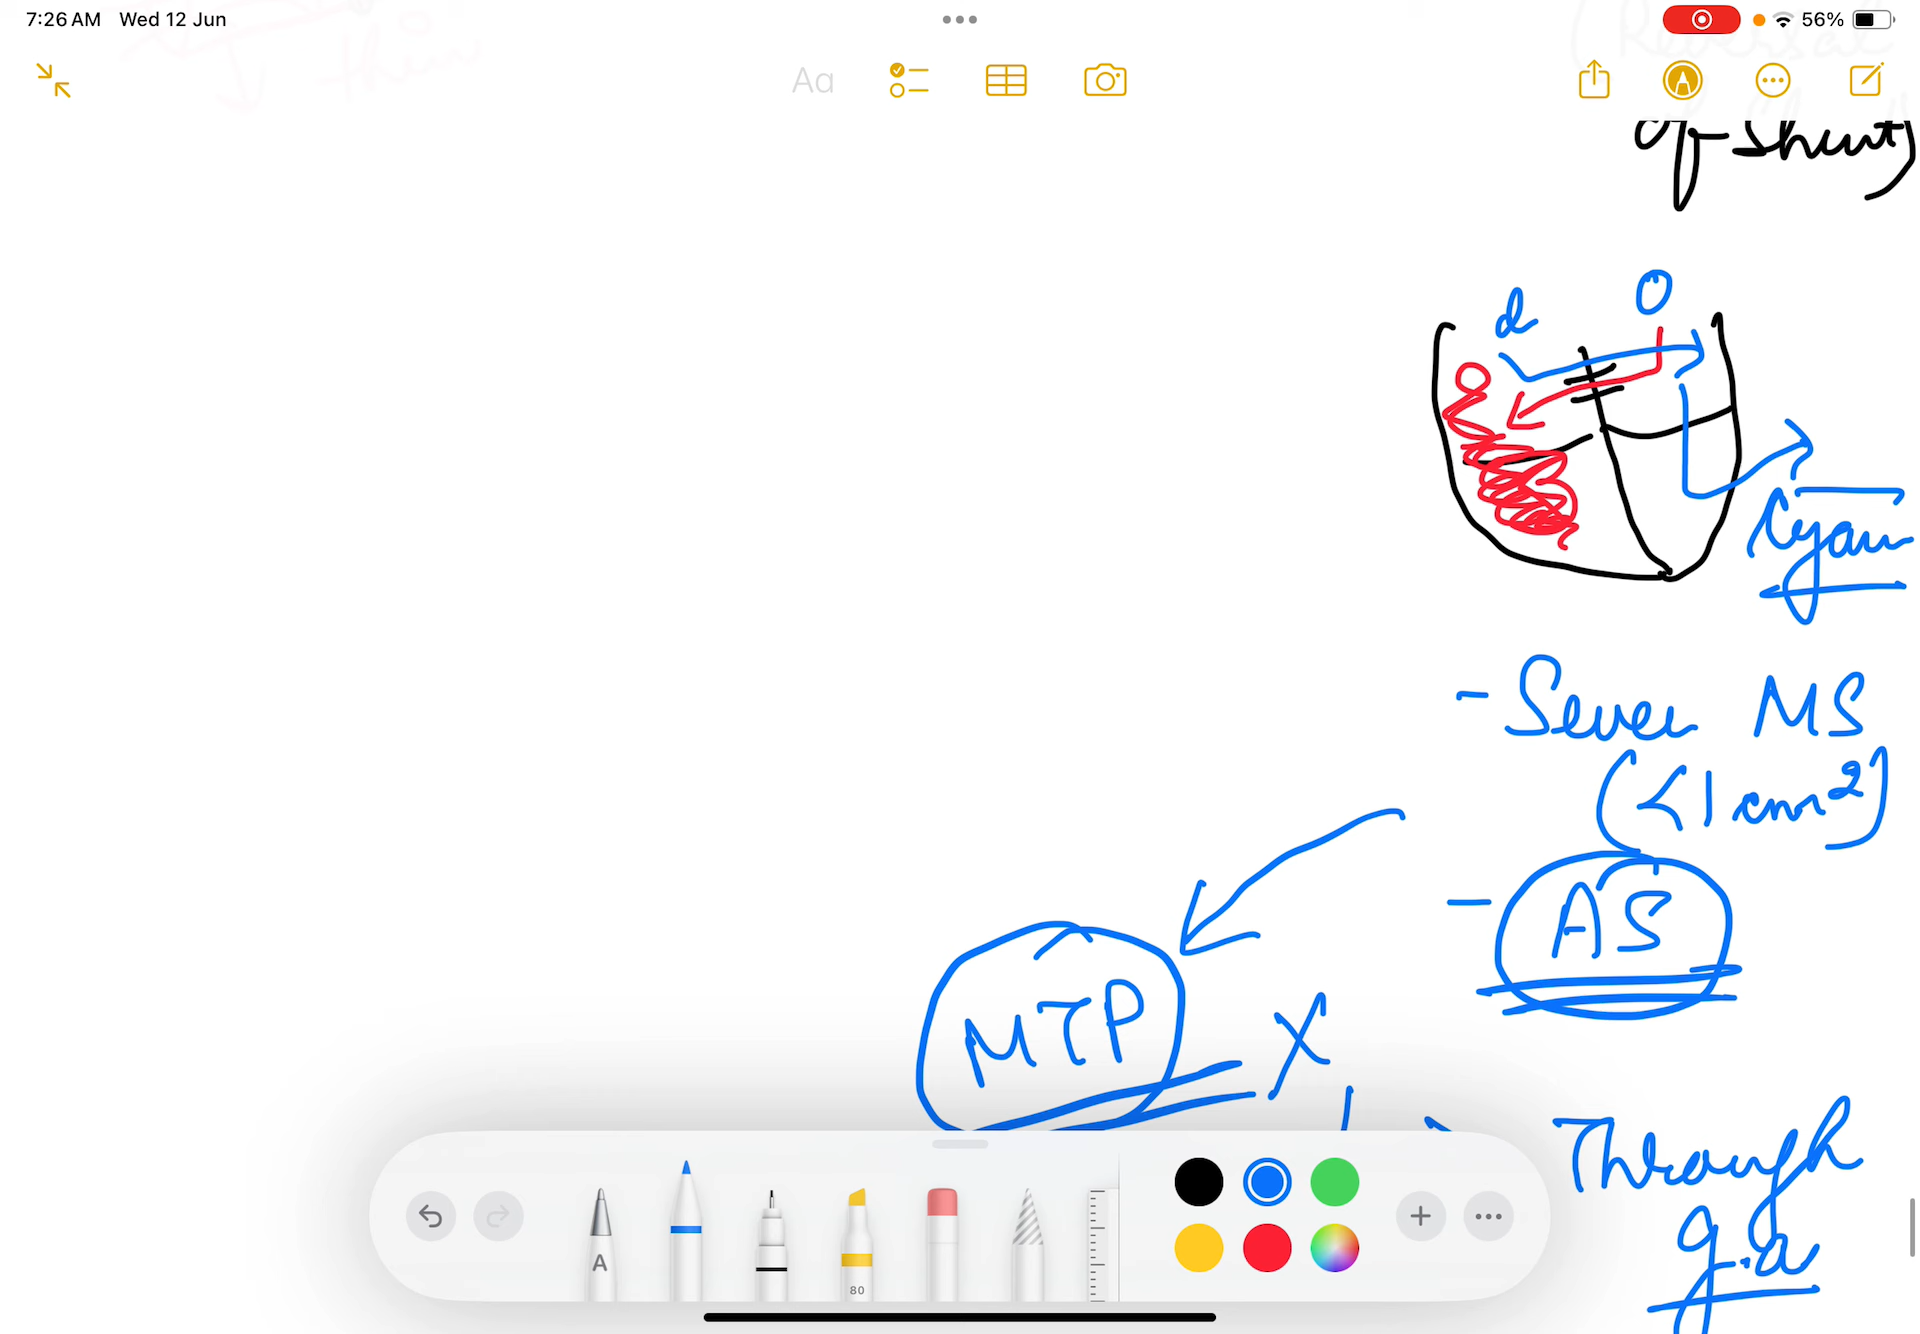 7:26 AM Wed 12 Jun
56%
Aa
of Shunt)
d O
Cyan
- Sever MS
(<1 cm²)
- AS
MTP X
Through
g.a
A
80